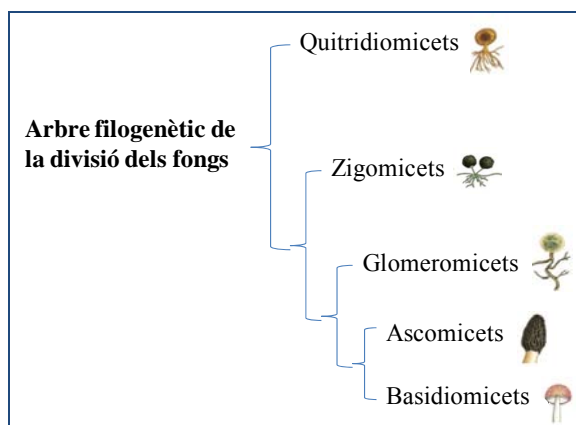 Quitridiomicets
Arbre filogenètic de
la divisió dels fongs
Zigomicets
Glomeromicets
Ascomicets
Basidiomicets